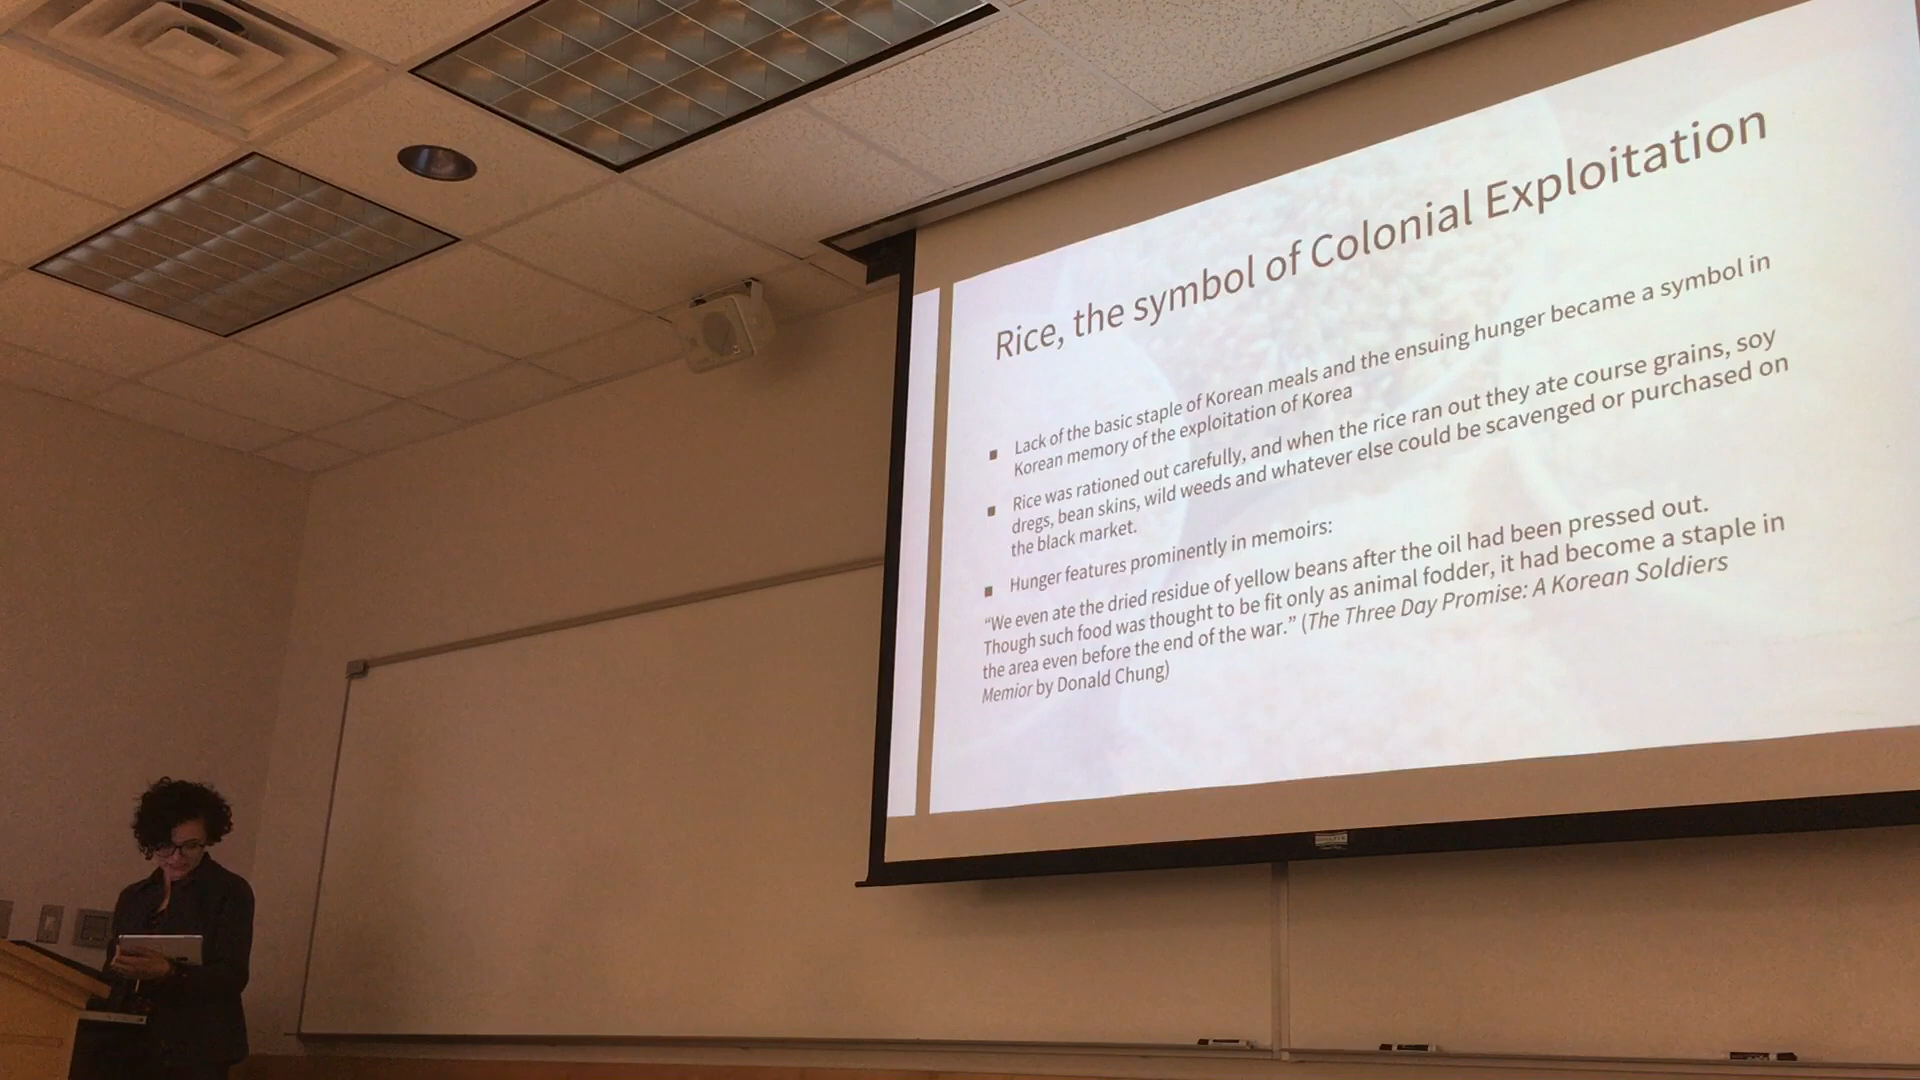 Rice, the symbol of Colonial Exploitation
▪ Lack of the basic staple of Korean meals and the ensuing hunger became a symbol in
Korean memory of the exploitation of Korea
▪ Rice was rationed out carefully, and when the rice ran out they ate course grains, soy
dregs, bean skins, wild weeds and whatever else could be scavenged or purchased on
the black market.
▪ Hunger features prominently in memoirs:
“We even ate the dried residue of yellow beans after the oil had been pressed out.
Though such food was thought to be fit only as animal fodder, it had become a staple in
the area even before the end of the war.” (The Three Day Promise: A Korean Soldiers
Memior by Donald Chung)